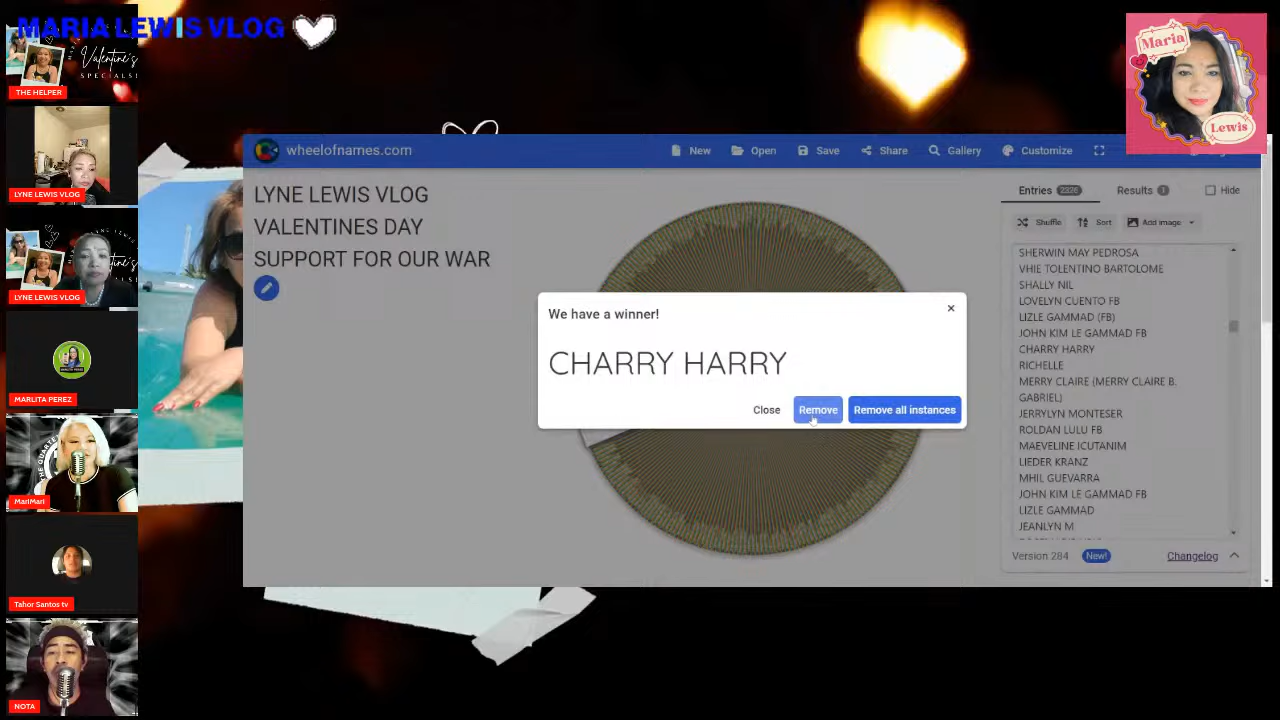 MARIA LEWIS VLOG
Valentine's
SPECIALS!
THE HELPER
LYNE LEWIS VLOG
LYNE LEWIS VLOG
MARLITA PEREZ
MariMari
Tahor Santos tv
NOTA
Maria
Lewis
wheelofnames.com
New
Open
Save
Share
Gallery
Customize
LYNE LEWIS VLOG
VALENTINES DAY
SUPPORT FOR OUR WAR
We have a winner!
CHARRY HARRY
Close
Remove
Remove all instances
Entries 2226
Results 1
Hide
Shuffle
Sort
Add image
SHERWIN MAY PEDROSA
VHIE TOLENTINO BARTOLOME
SHALLY NIL
LOVELYN CUENTO FB
LIZLE GAMMAD (FB)
JOHN KIM LE GAMMAD FB
CHARRY HARRY
RICHELLE
MERRY CLAIRE (MERRY CLAIRE B.
GABRIEL)
JERRYLYN MONTESER
ROLDAN LULU FB
MAEVELINE ICUTANIM
LIEDER KRANZ
MHIL GUEVARRA
JOHN KIM LE GAMMAD FB
LIZLE GAMMAD
JEANLYN M
Version 284
New!
Changelog